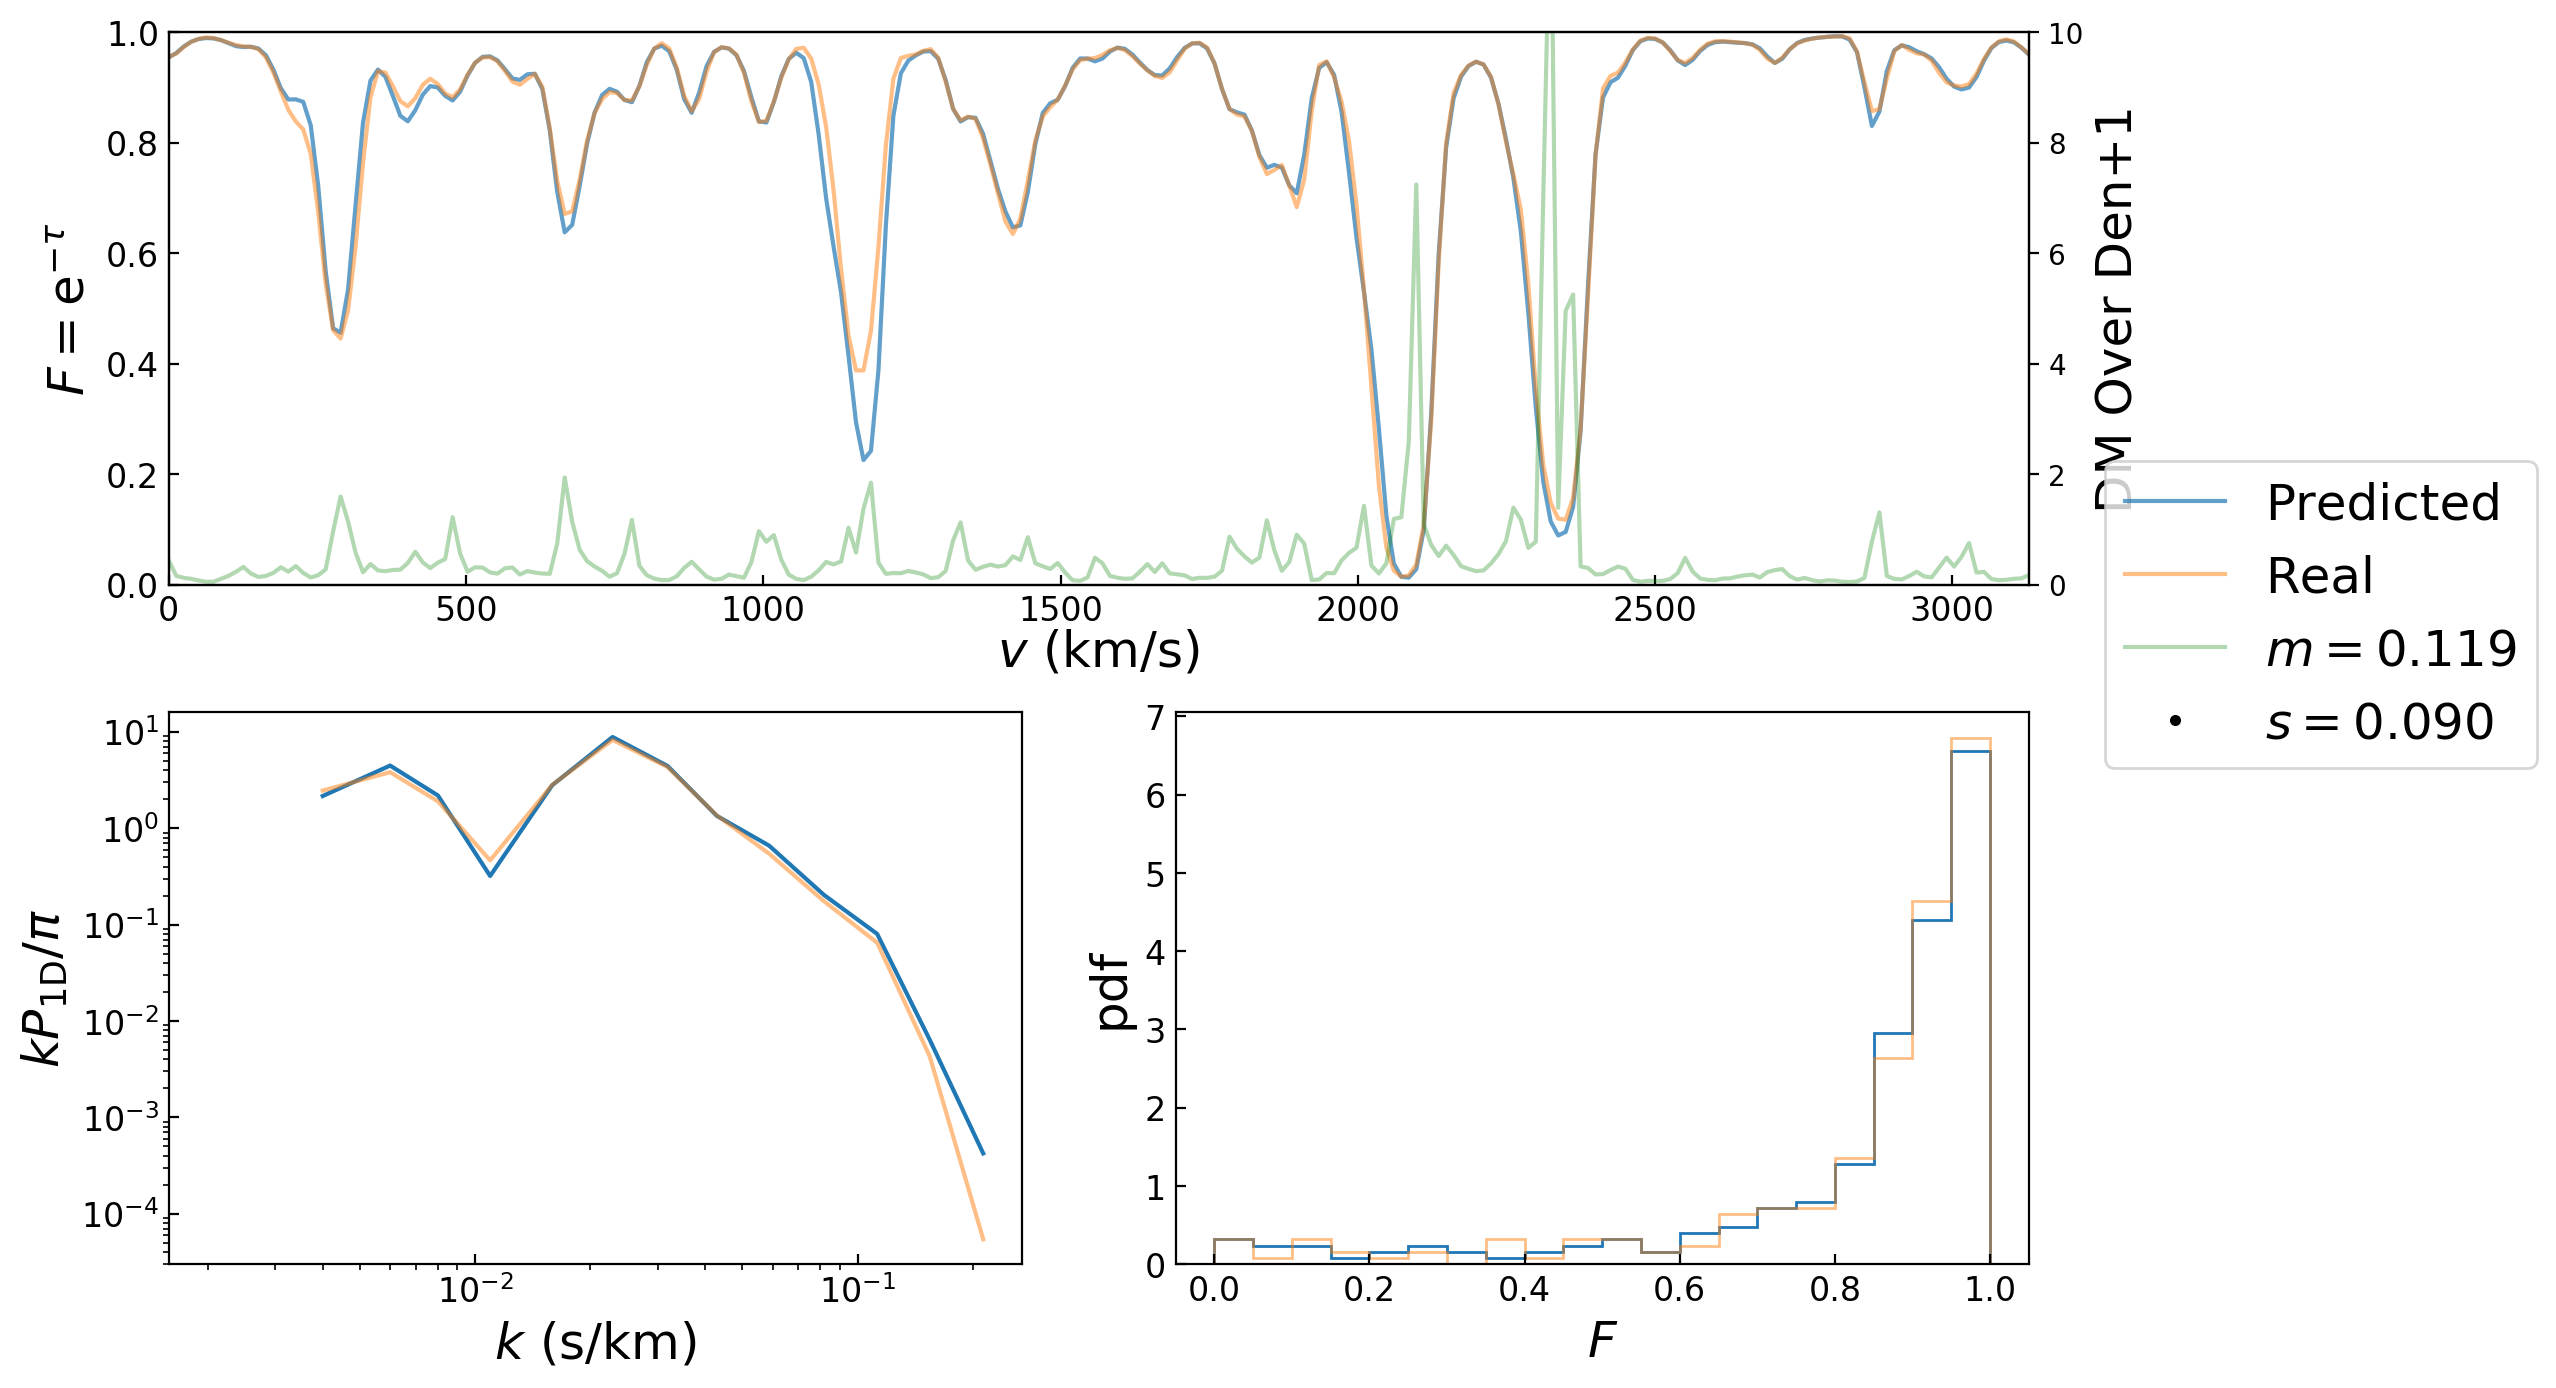 F = e^{−τ}
1.0
0.8
0.6
0.4
0.2
0.0
0 500 1000 1500 2000 2500 3000
v (km/s)
10
8
6
4
2
0
DM Over Den+1
Predicted
Real
m = 0.119
s = 0.090
kP_{1D}/π
10^1
10^0
10^{−1}
10^{−2}
10^{−3}
10^{−4}
10^{−2} 10^{−1}
k (s/km)
pdf
7
6
5
4
3
2
1
0
0.0 0.2 0.4 0.6 0.8 1.0
F